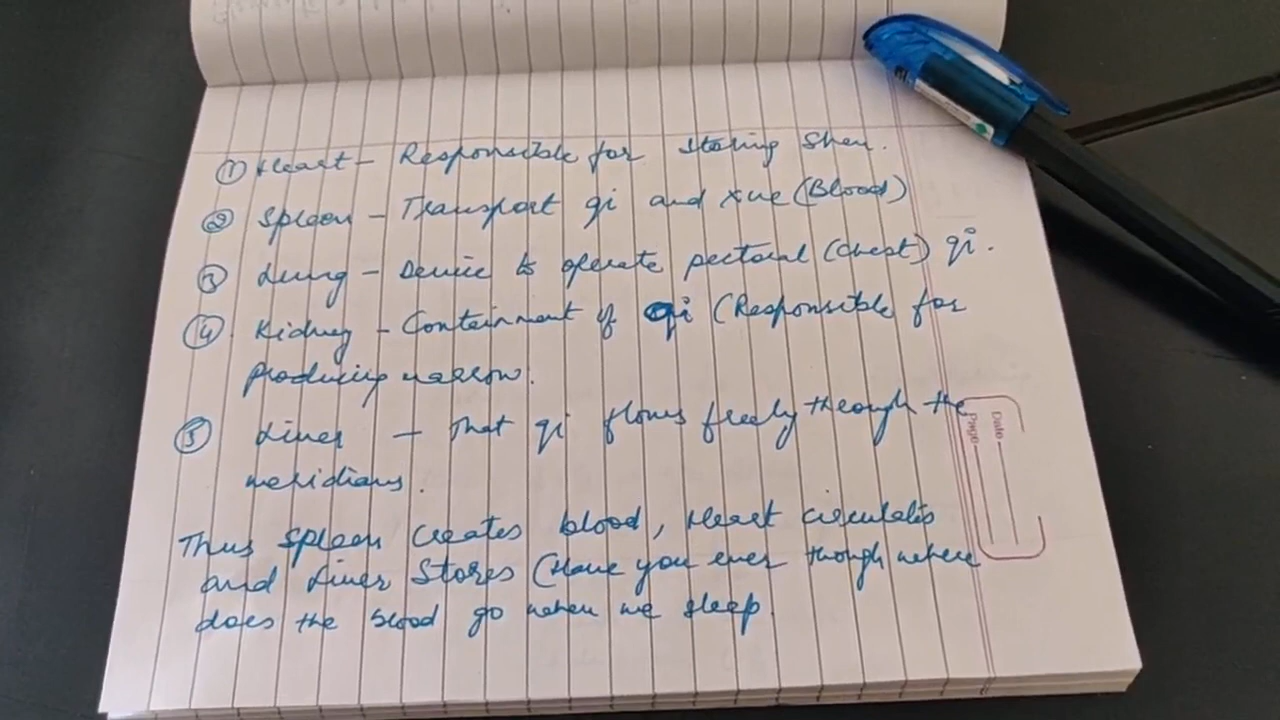 ① Heart - Responsible for storing Shen.
② Spleen - Transport qi and xue (Blood)
③ Lung - Device to operate pectoral (chest) qi.
④ Kidney - Containment of qi (Responsible for
producing marrow.
⑤ Liver - That qi flows freely through the
meridians.
Thus Spleen creates blood, Heart circulates
and Liver Stores (Have you ever though where
does the blood go when we sleep.
Date
Page